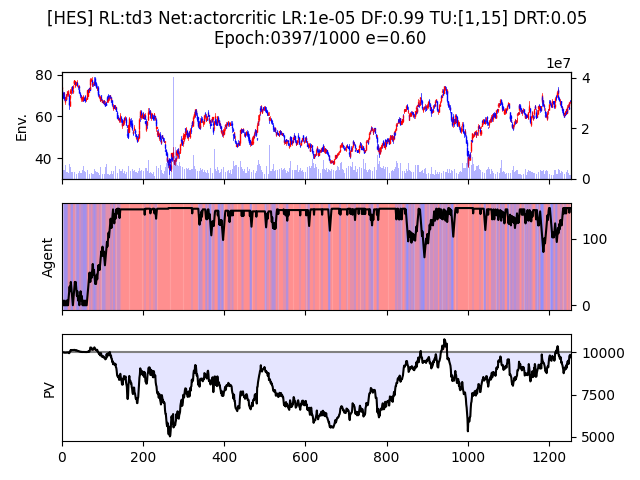 [HES] RL:td3 Net:actorcritic LR:1e-05 DF:0.99 TU:[1,15] DRT:0.05
Epoch:0397/1000 e=0.60
1e7
80
60
40
Env.
4
2
0
Agent
100
0
PV
10000
7500
5000
0 200 400 600 800 1000 1200